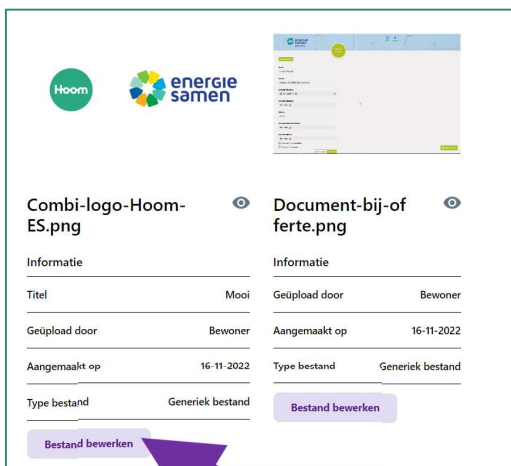 Hoom
energie
samen
Combi-logo-Hoom-
ES.png
Informatie
Titel Mooi
Geüpload door Bewoner
Aangemaakt op 16-11-2022
Type bestand Generiek bestand
Bestand bewerken
Document-bij-of
ferte.png
Informatie
Geüpload door Bewoner
Aangemaakt op 16-11-2022
Type bestand Generiek bestand
Bestand bewerken